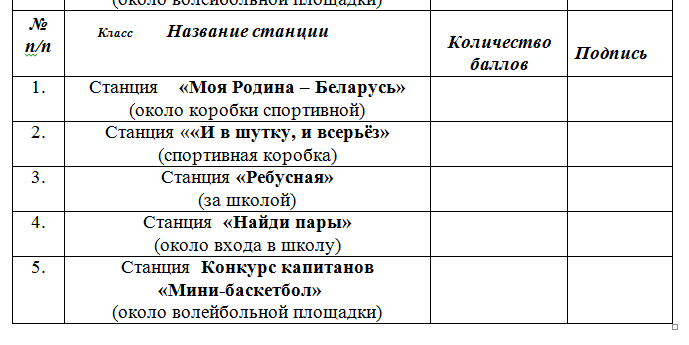 (около волейбольной площадки)
№ п/п
Класс Название станции
Количество баллов
Подпись
1. Станция «Моя Родина – Беларусь»
(около коробки спортивной)
2. Станция ««И в шутку, и всерьёз»
(спортивная коробка)
3. Станция «Ребусная»
(за школой)
4. Станция «Найди пары»
(около входа в школу)
5. Станция Конкурс капитанов
«Мини-баскетбол»
(около волейбольной площадки)